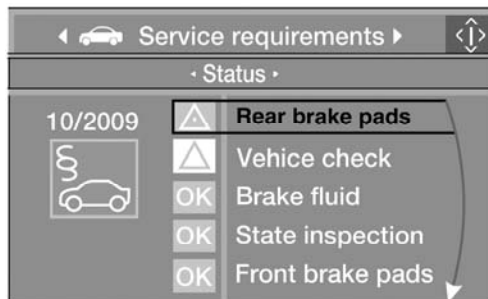 Service requirements
Status
10/2009
Rear brake pads
Vehice check
OK Brake fluid
OK State inspection
OK Front brake pads